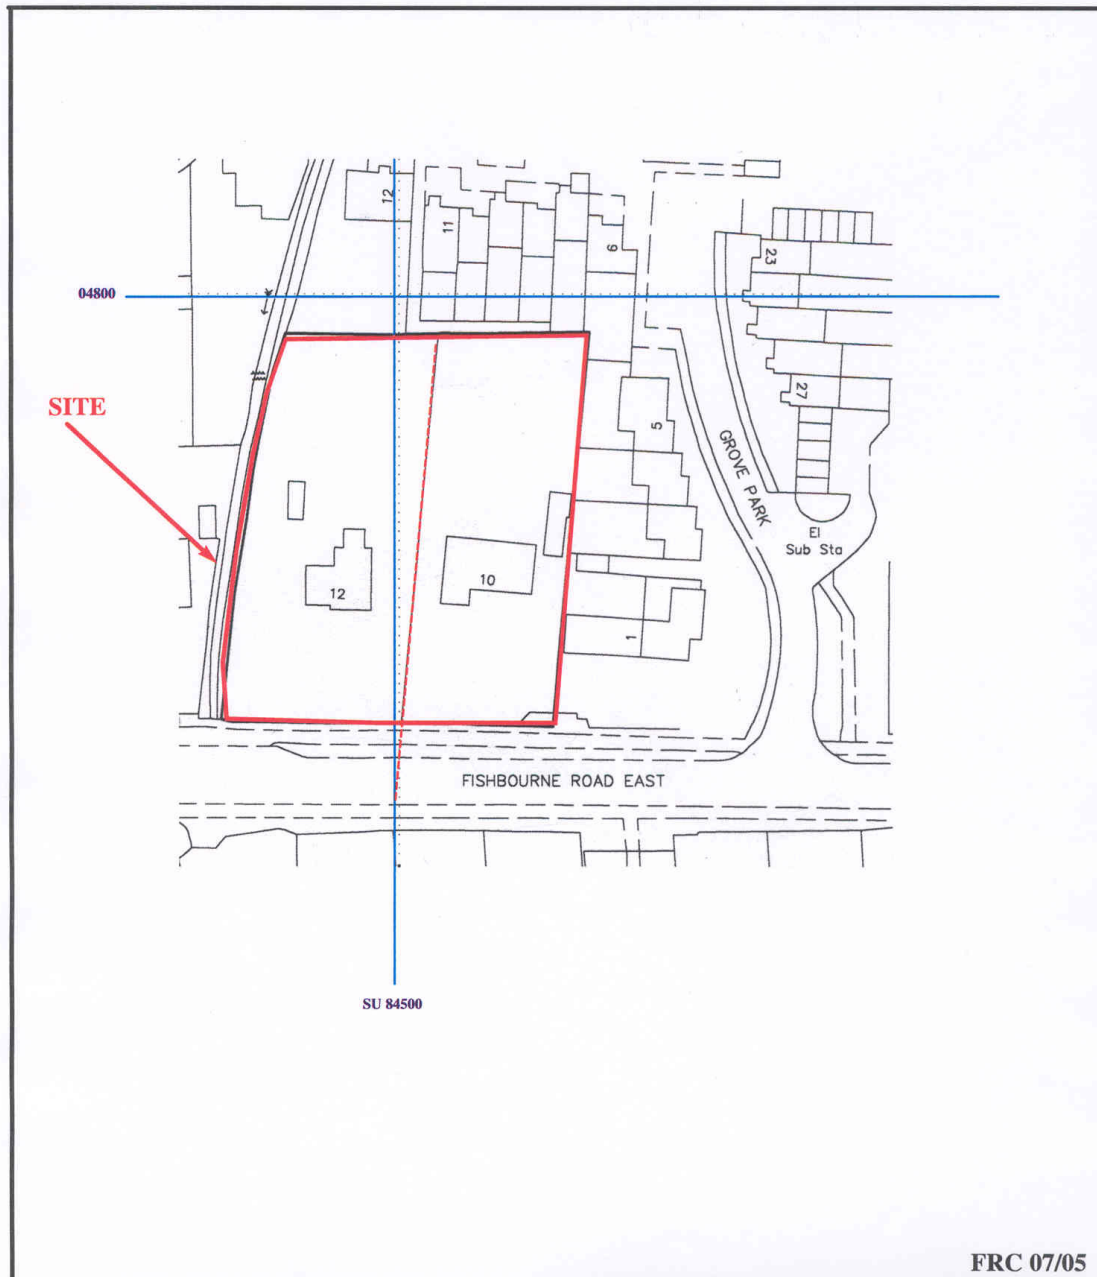 12
11
6
23
04800
27
SITE
5
GROVE PARK
El
Sub Sta
12
10
1
FISHBOURNE ROAD EAST
SU 84500
FRC 07/05